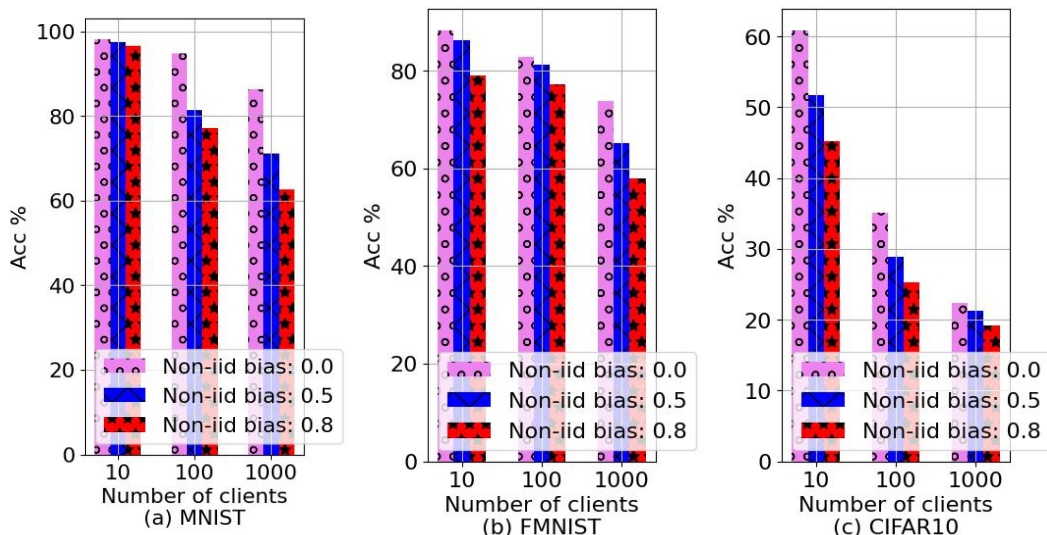 100
80
60
40
20
0
Acc %
Non-iid bias: 0.0
Non-iid bias: 0.5
Non-iid bias: 0.8
10 100 1000
Number of clients
(a) MNIST
80
60
40
20
0
Acc %
Non-iid bias: 0.0
Non-iid bias: 0.5
Non-iid bias: 0.8
10 100 1000
Number of clients
(b) FMNIST
60
50
40
30
20
10
0
Acc %
Non-iid bias: 0.0
Non-iid bias: 0.5
Non-iid bias: 0.8
10 100 1000
Number of clients
(c) CIFAR10